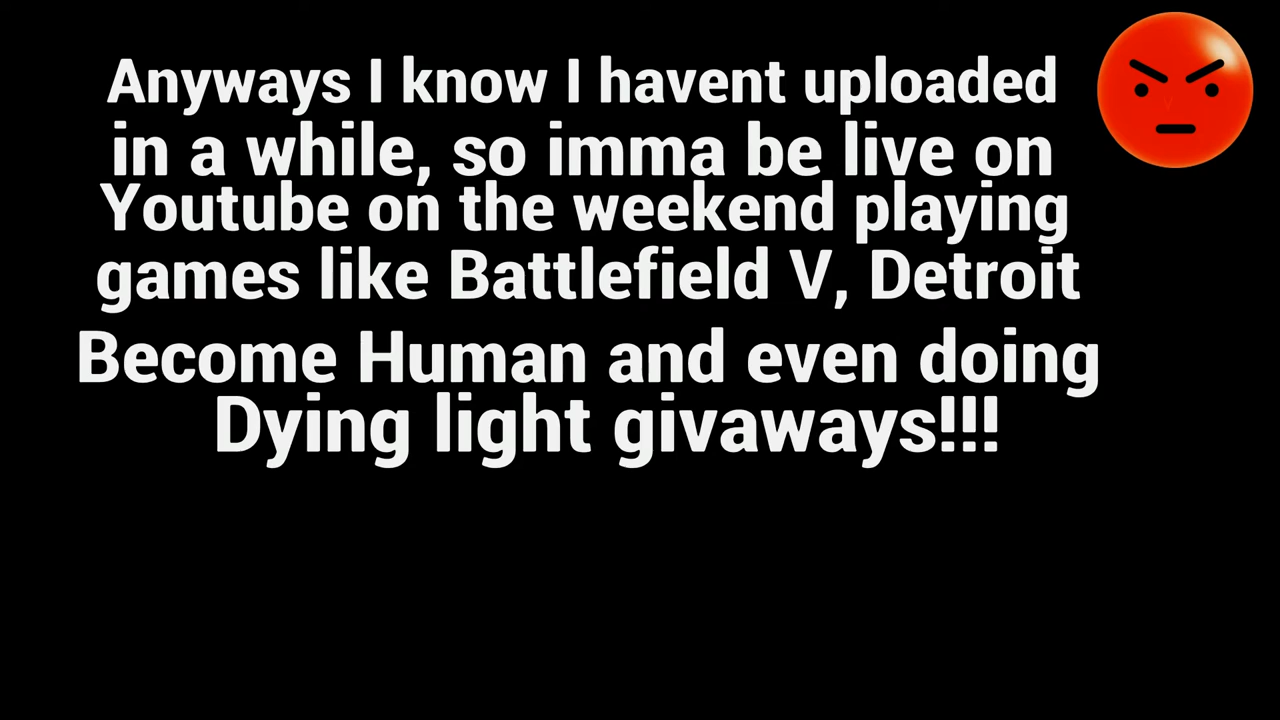 Anyways I know I havent uploaded
in a while, so imma be live on
Youtube on the weekend playing
games like Battlefield V, Detroit
Become Human and even doing
Dying light givaways!!!